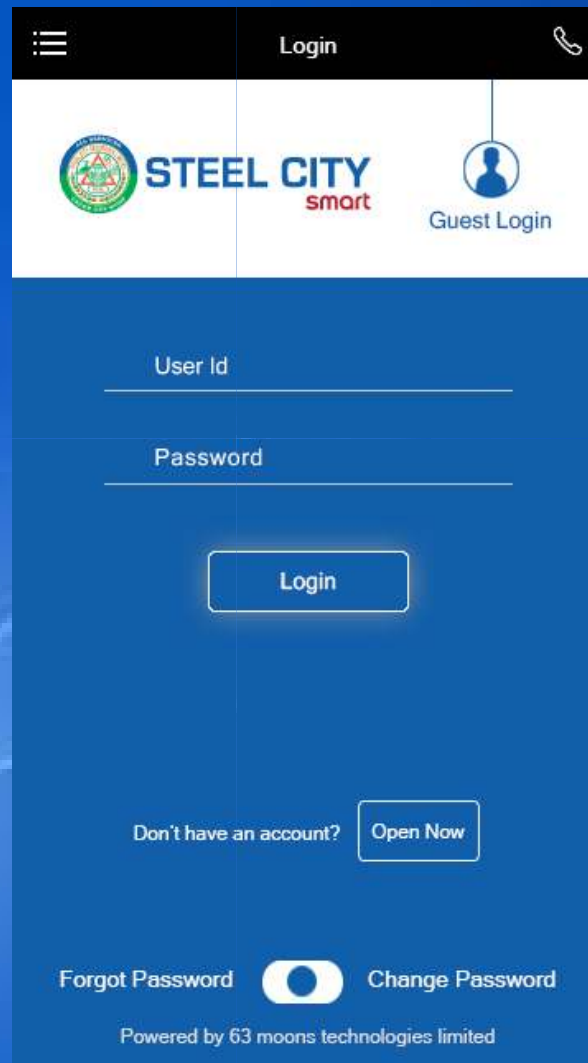 Login
STEEL CITY
smart
Guest Login
User Id
Password
Login
Don't have an account?
Open Now
Forgot Password
Change Password
Powered by 63 moons technologies limited